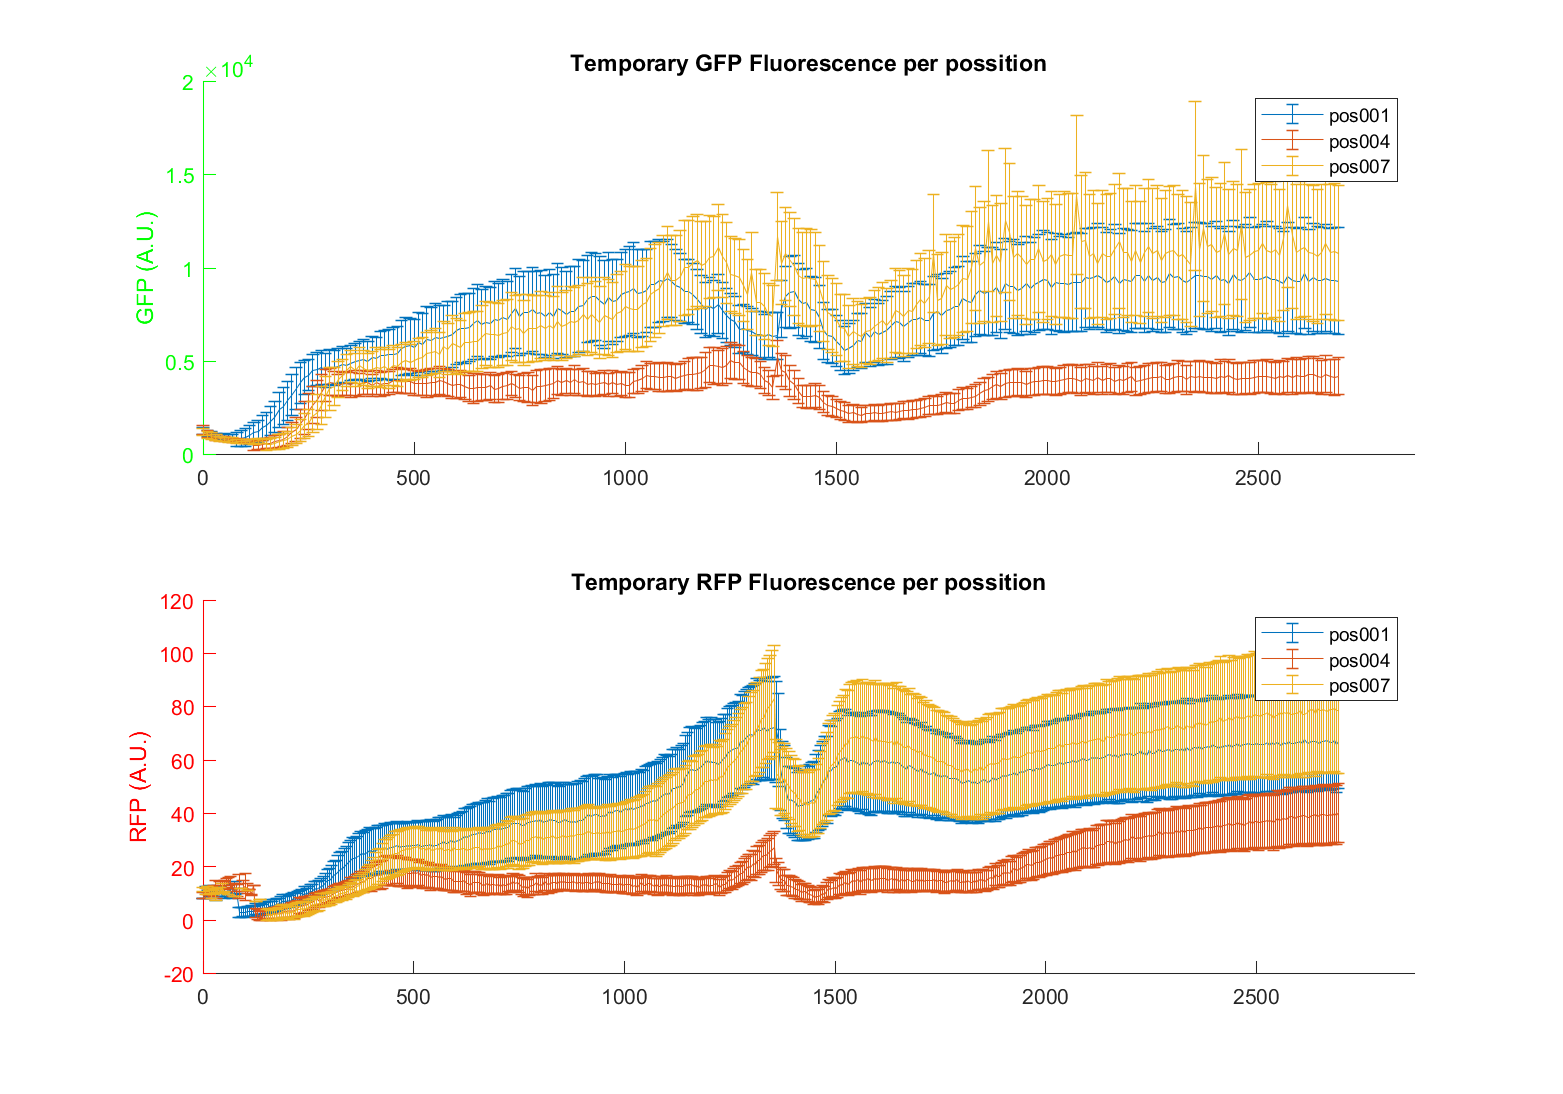 Temporary GFP Fluorescence per possition
×10^4
2
1.5
1
0.5
0
GFP (A.U.)
pos001
pos004
pos007
0 500 1000 1500 2000 2500
Temporary RFP Fluorescence per possition
120
100
80
60
40
20
0
-20
RFP (A.U.)
pos001
pos004
pos007
0 500 1000 1500 2000 2500